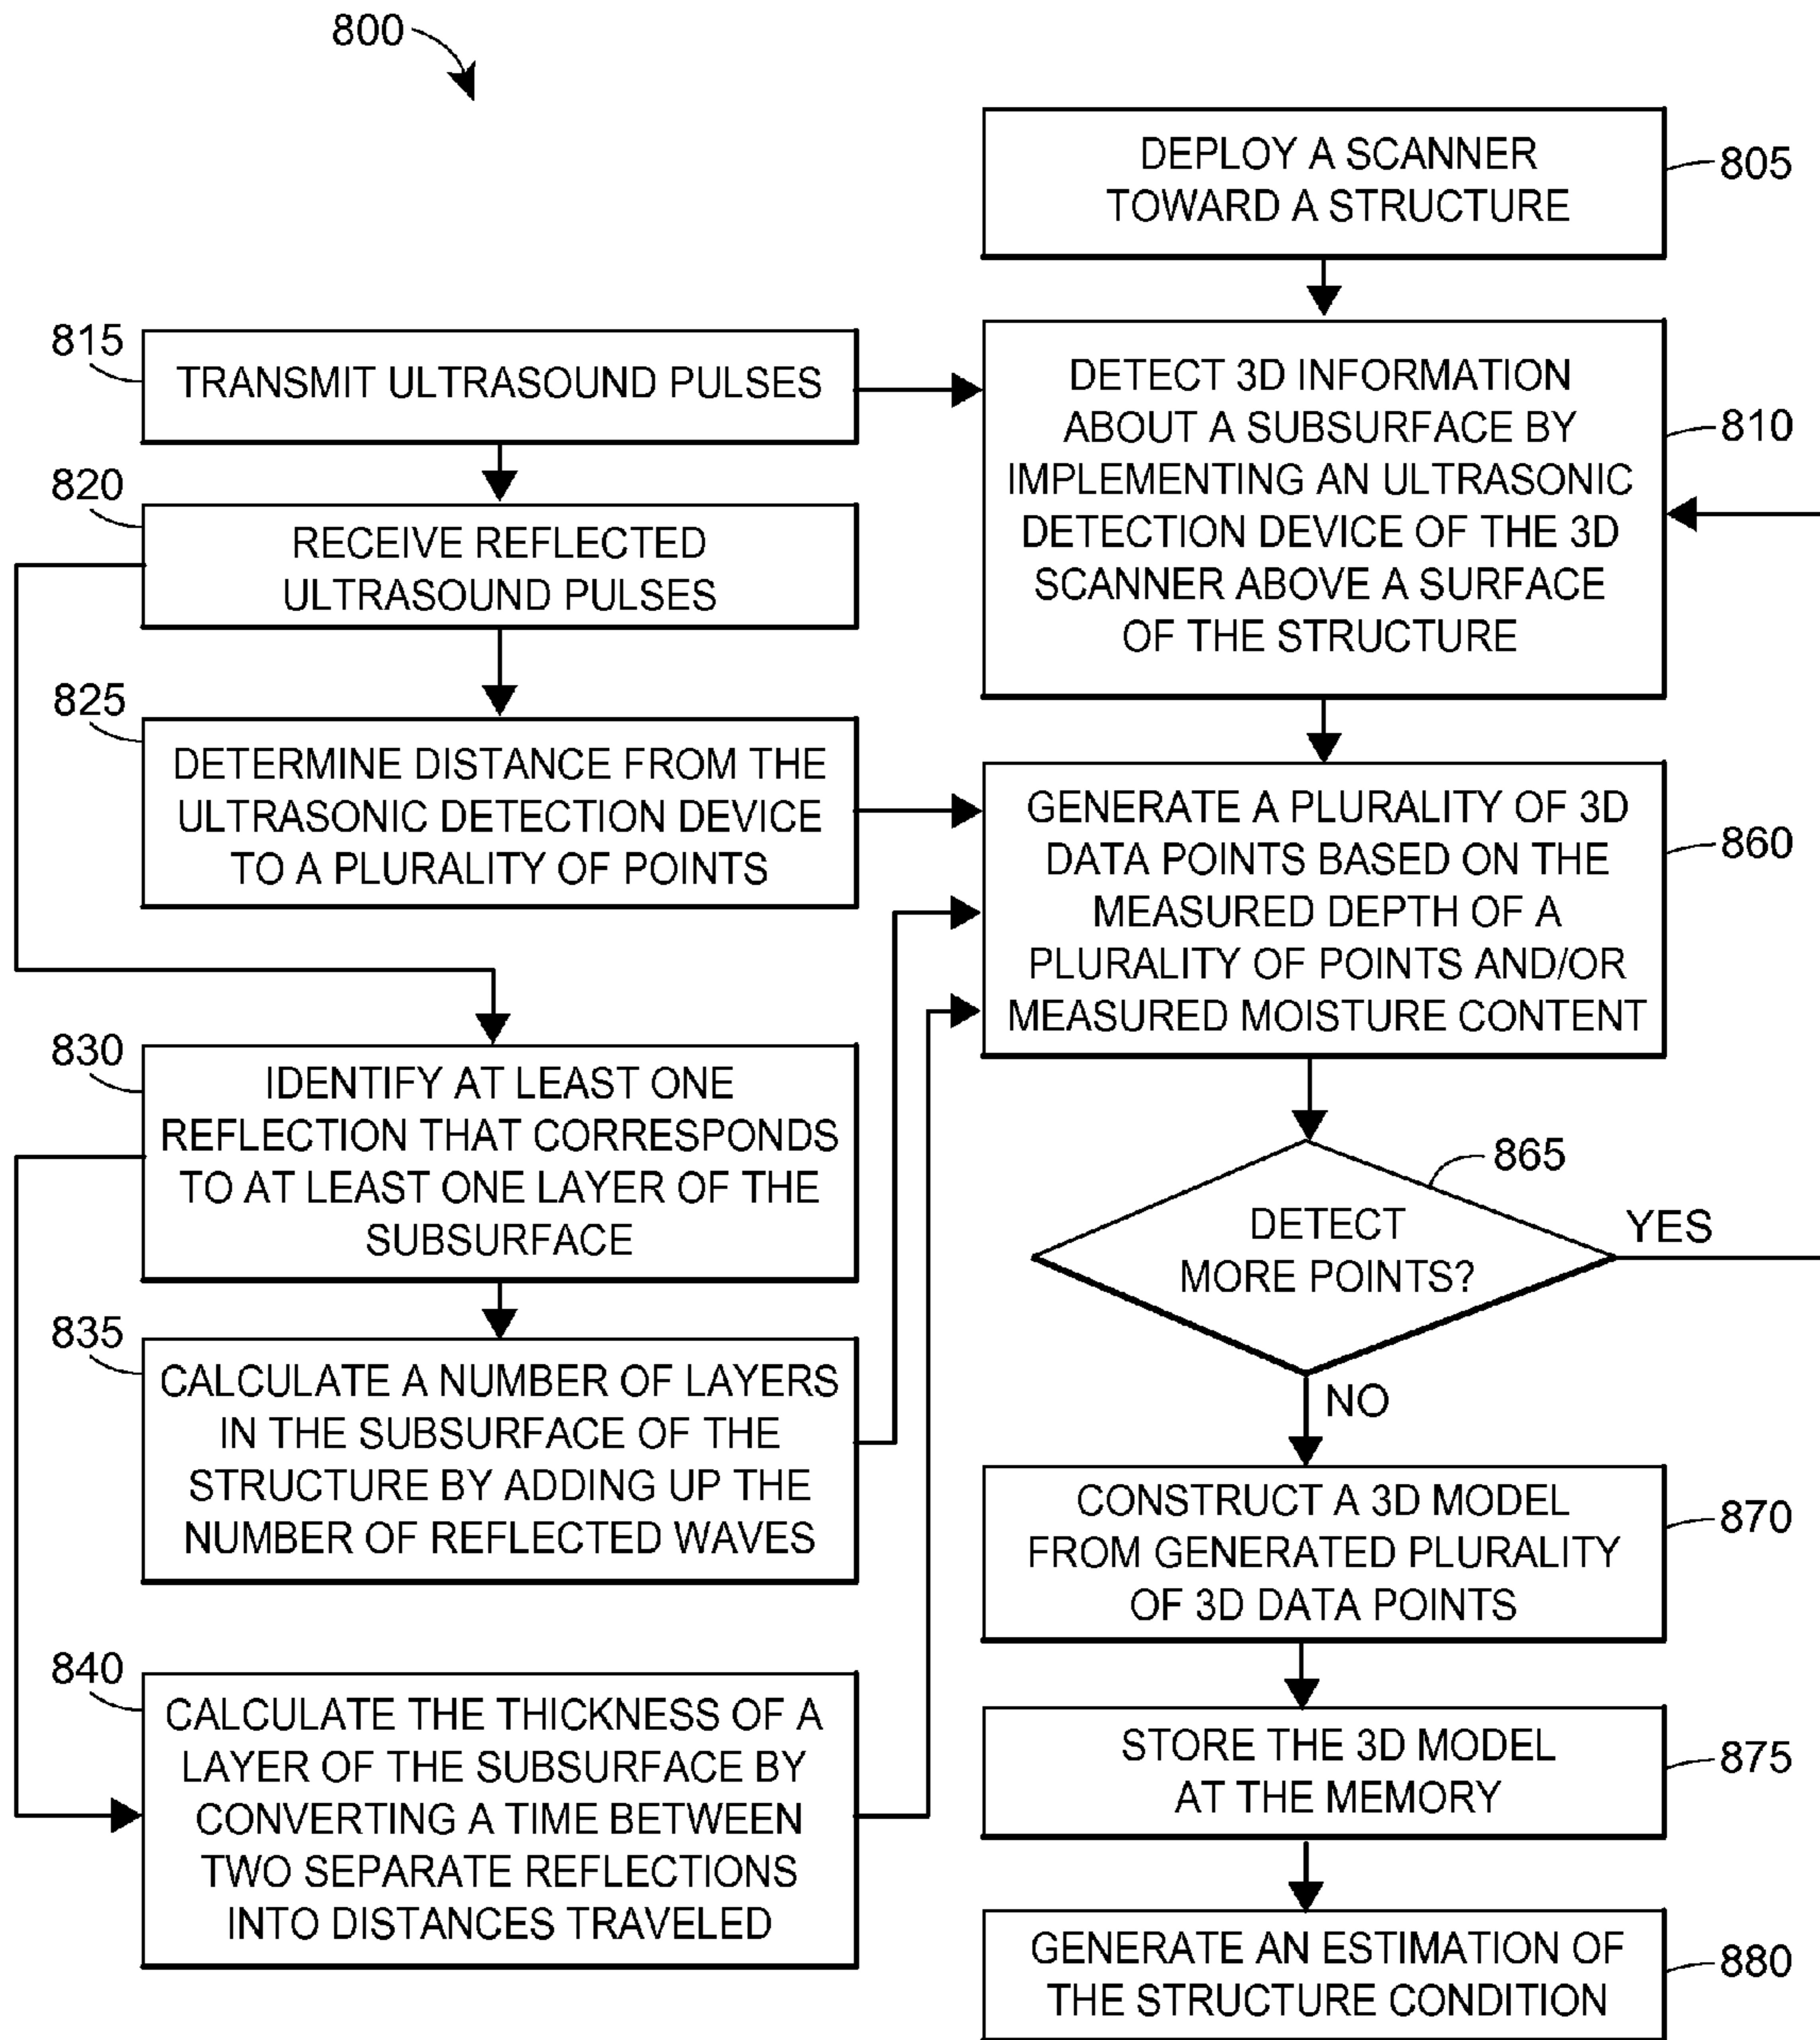 800
DEPLOY A SCANNER
TOWARD A STRUCTURE
805
815
TRANSMIT ULTRASOUND PULSES
DETECT 3D INFORMATION
ABOUT A SUBSURFACE BY
IMPLEMENTING AN ULTRASONIC
DETECTION DEVICE OF THE 3D
SCANNER ABOVE A SURFACE
OF THE STRUCTURE
810
820
RECEIVE REFLECTED
ULTRASOUND PULSES
825
DETERMINE DISTANCE FROM THE
ULTRASONIC DETECTION DEVICE
TO A PLURALITY OF POINTS
GENERATE A PLURALITY OF 3D
DATA POINTS BASED ON THE
MEASURED DEPTH OF A
PLURALITY OF POINTS AND/OR
MEASURED MOISTURE CONTENT
860
830
IDENTIFY AT LEAST ONE
REFLECTION THAT CORRESPONDS
TO AT LEAST ONE LAYER OF THE
SUBSURFACE
865
DETECT
MORE POINTS?
YES
NO
835
CALCULATE A NUMBER OF LAYERS
IN THE SUBSURFACE OF THE
STRUCTURE BY ADDING UP THE
NUMBER OF REFLECTED WAVES
CONSTRUCT A 3D MODEL
FROM GENERATED PLURALITY
OF 3D DATA POINTS
870
840
CALCULATE THE THICKNESS OF A
LAYER OF THE SUBSURFACE BY
CONVERTING A TIME BETWEEN
TWO SEPARATE REFLECTIONS
INTO DISTANCES TRAVELED
STORE THE 3D MODEL
AT THE MEMORY
875
GENERATE AN ESTIMATION OF
THE STRUCTURE CONDITION
880